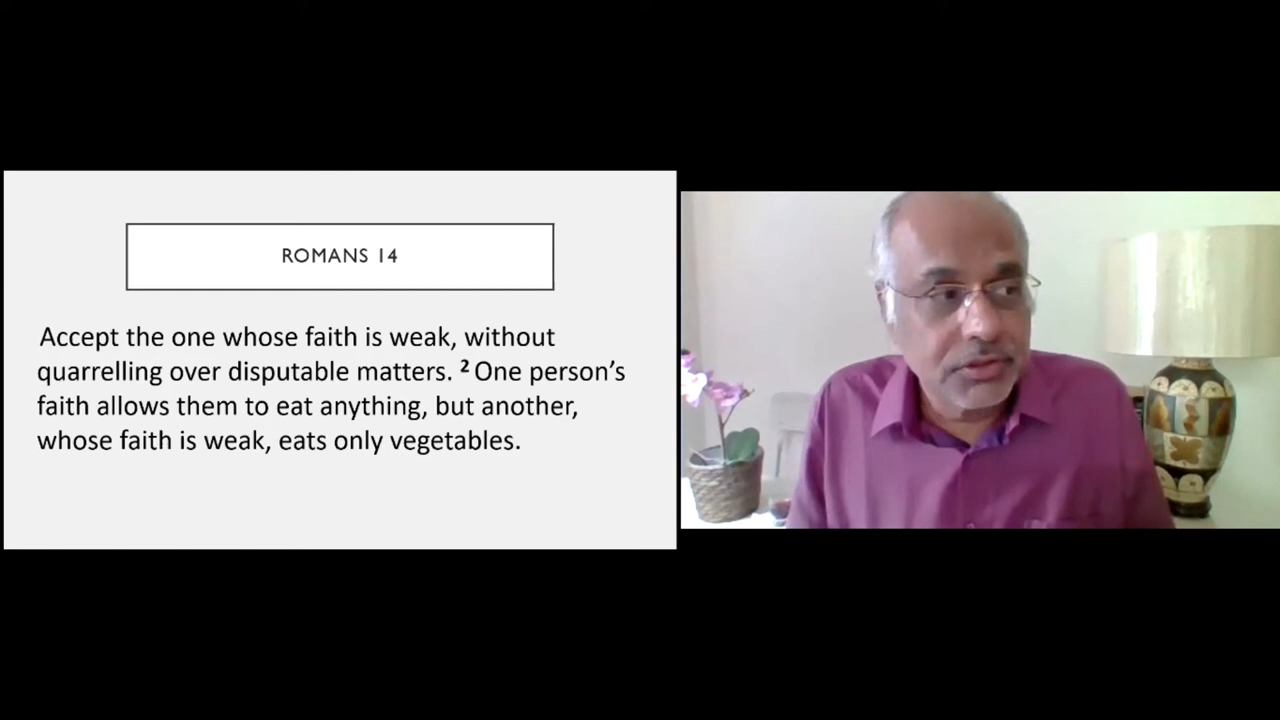 ROMANS 14
Accept the one whose faith is weak, without
quarrelling over disputable matters. ² One person’s
faith allows them to eat anything, but another,
whose faith is weak, eats only vegetables.